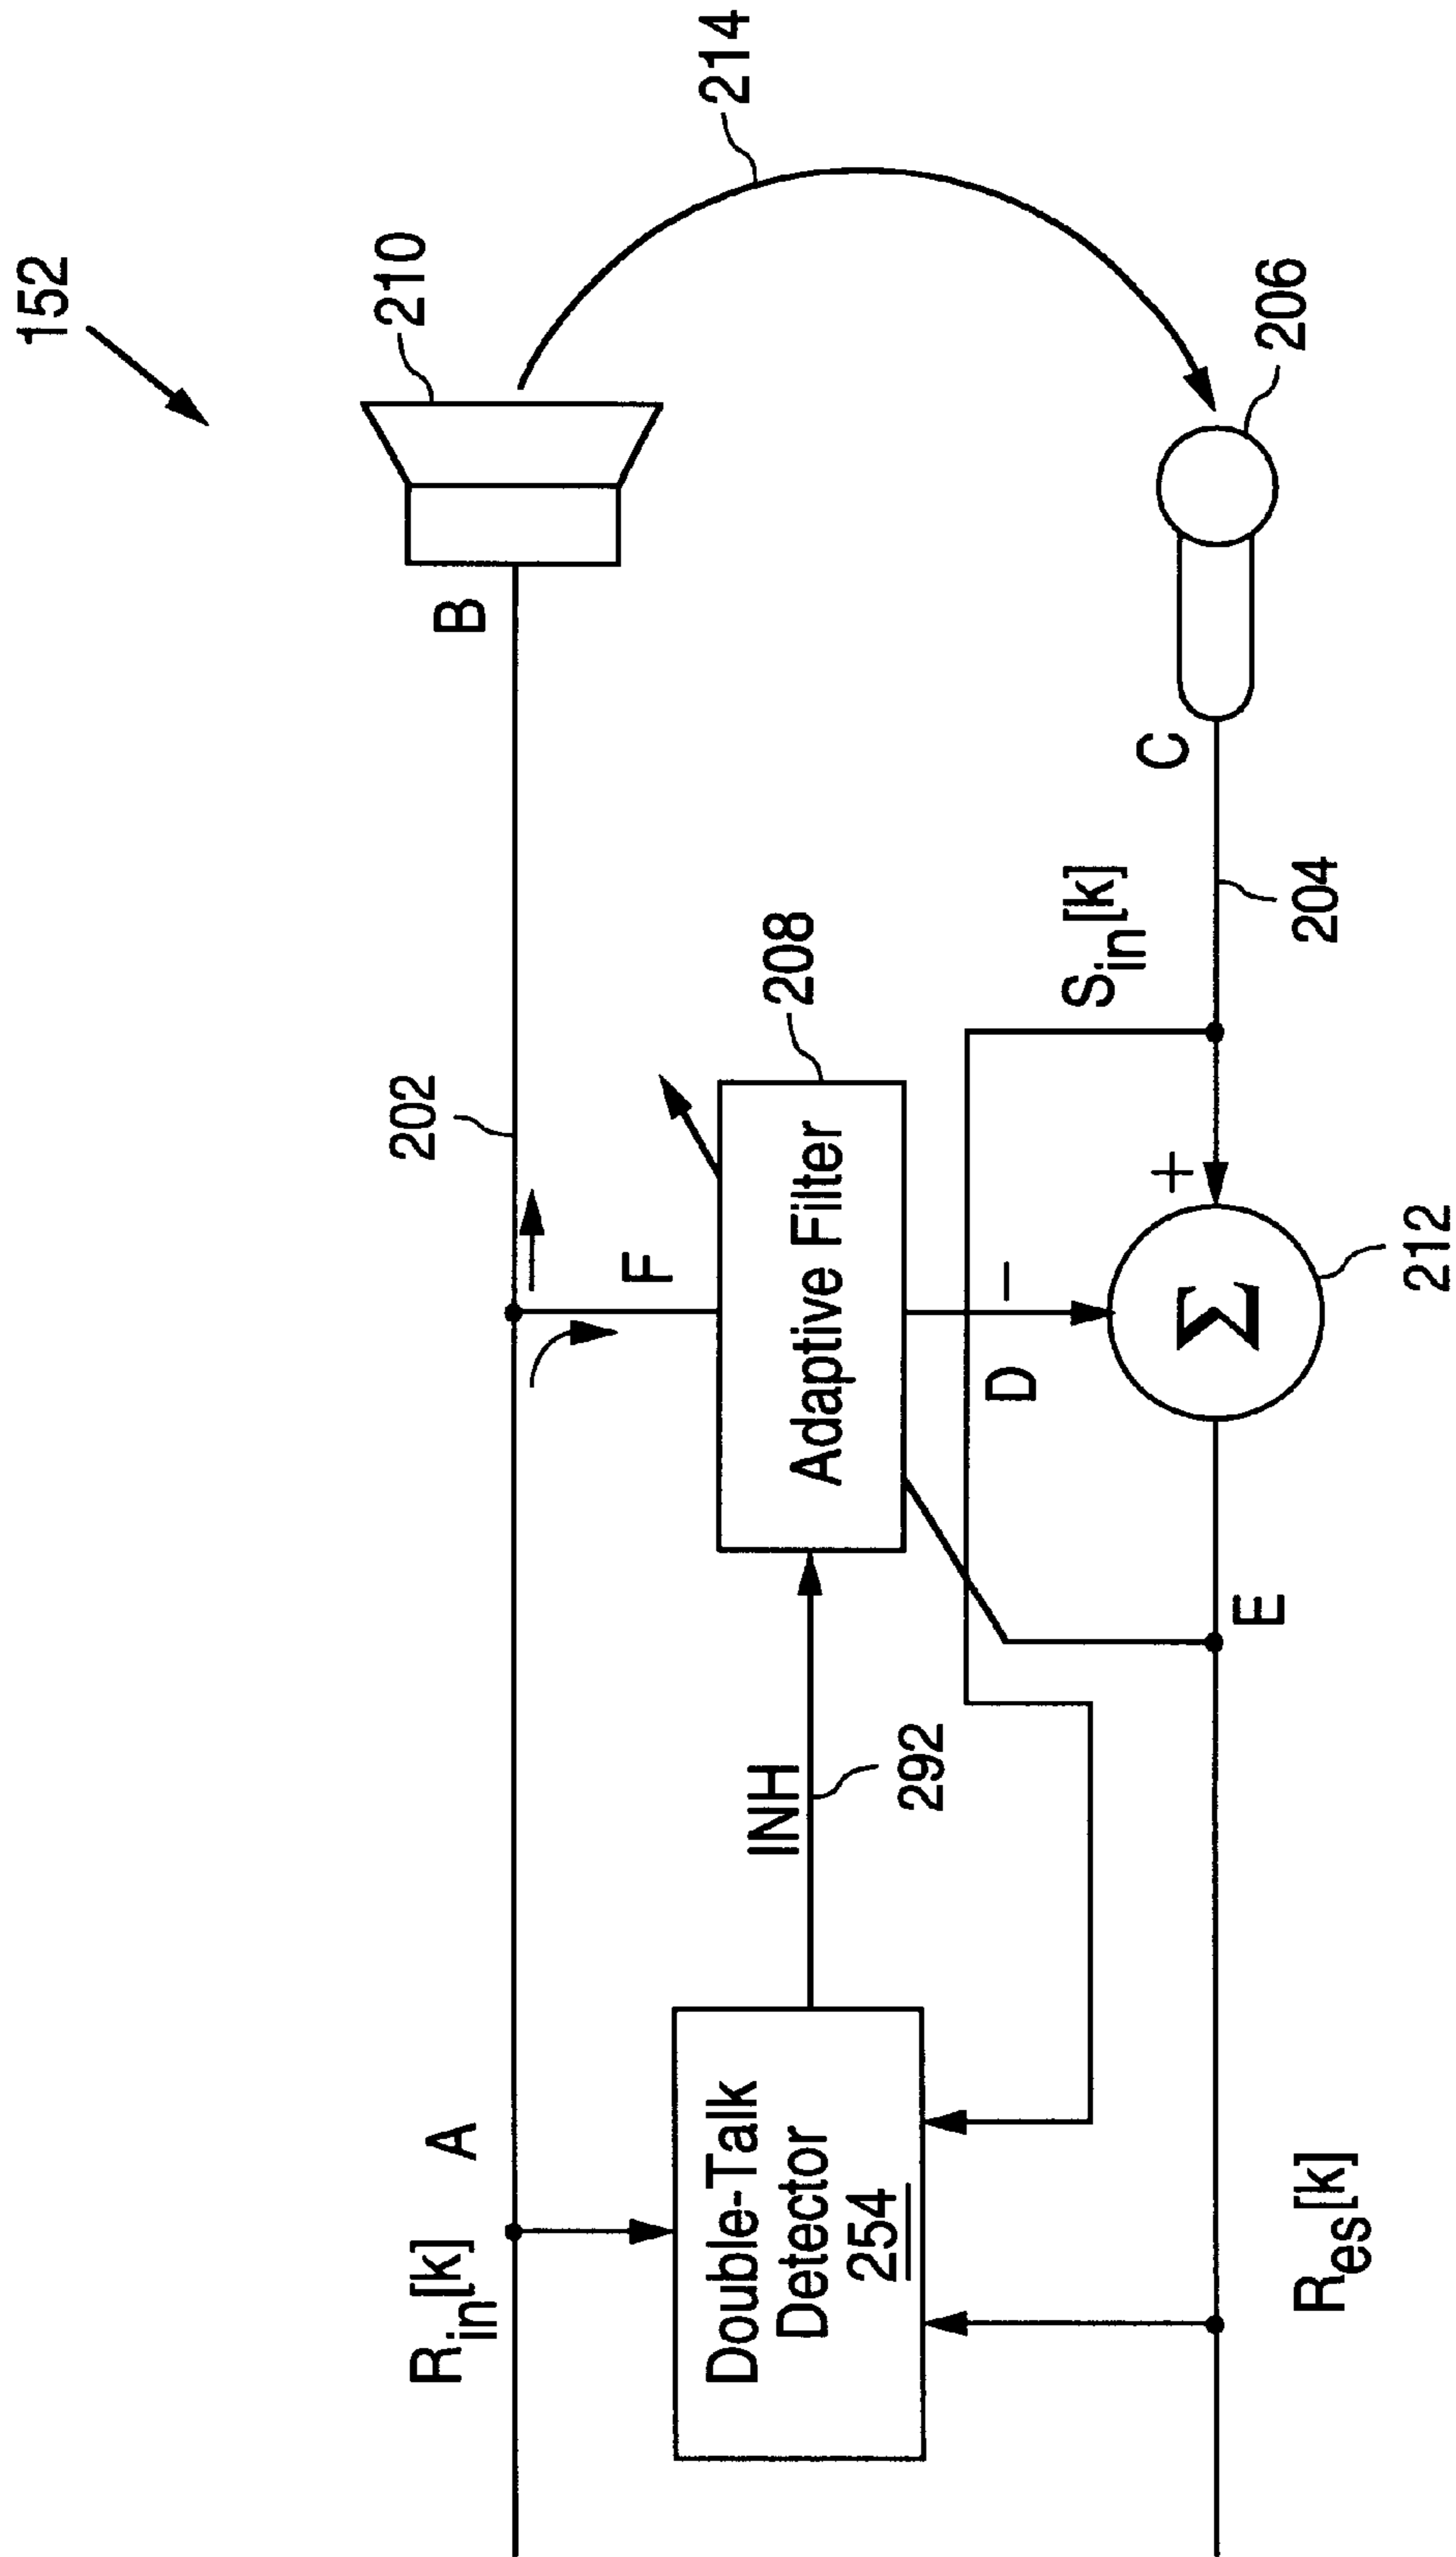 152
210
214
B
202
F
208
Adaptive Filter
R_in[k]
A
Double-Talk
Detector
254
INH
292
D
−
+
S_in[k]
C
206
204
Σ
212
E
R_es[k]